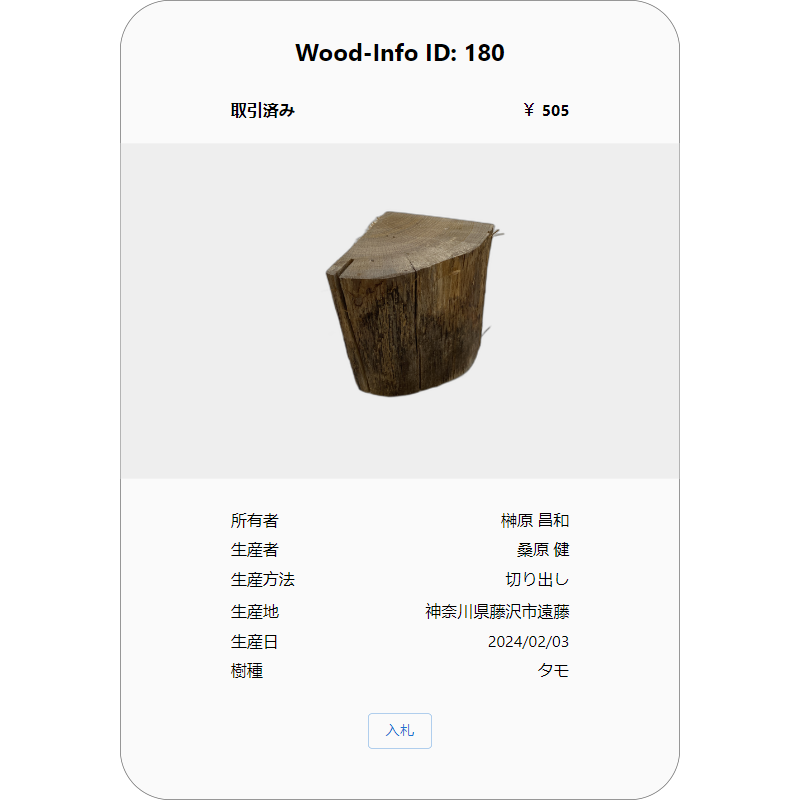 Wood-Info ID: 180
取引済み ¥ 505
所有者 榊原 昌和
生産者 桑原 健
生産方法 切り出し
生産地 神奈川県藤沢市遠藤
生産日 2024/02/03
樹種 タモ
入札